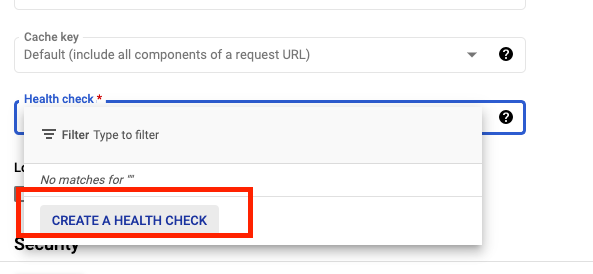 Cache key
Default (include all components of a request URL)
Health check *
Filter Type to filter
No matches for ""
CREATE A HEALTH CHECK
Security